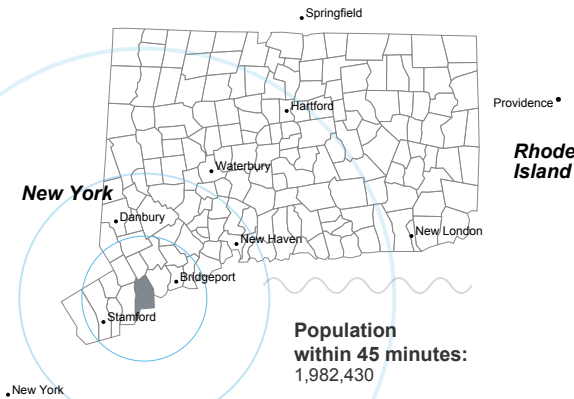 Springfield
Hartford
Providence
Rhode
Island
Waterbury
New York
Danbury
New Haven
New London
Bridgeport
Stamford
Population
within 45 minutes:
1,982,430
New York